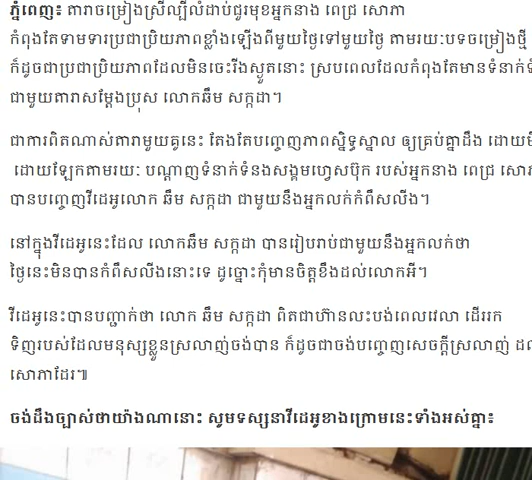 ភ្នំពេញ៖ តារាចម្រៀងស្រីល្បីលំដាប់ជួរមុខអ្នកនាង ពេជ្រ សោភា
កំពុងតែទាមទារប្រជាប្រិយភាពខ្លាំងឡើងពីមួយថ្ងៃទៅមួយថ្ងៃ តាមរយៈបទចម្រៀងថ្មី
ក៏ដូចជាប្រជាប្រិយភាពដែលមិនចេះរីងស្ងួតនោះ ស្របពេលដែលកំពុងតែមានទំនាក់
ជាមួយតារាសម្តែងប្រុស លោកឆឹម សក្កដា។
ជាការពិតណាស់តារាមួយគូនេះ តែងតែបញ្ចេញភាពស្និទ្ធស្នាល ឲ្យគ្រប់គ្នាដឹង ដោយ
ដោយឡែកតាមរយៈ បណ្តាញទំនាក់ទំនងសង្គមហ្វេសប៊ុក របស់អ្នកនាង ពេជ្រ
បានបញ្ចេញវីដេអូលោក ឆឹម សក្កដា ជាមួយនឹងអ្នកលក់កំពឹសលីង។
នៅក្នុងវីដេអូនេះដែល លោកឆឹម សក្កដា បានរៀបរាប់ជាមួយនឹងអ្នកលក់ថា
ថ្ងៃនេះមិនបានកំពឹសលីងនោះទេ ដូច្នោះកុំមានចិត្តខឹងដល់លោកអី។
វីដេអូនេះបានបញ្ជាក់ថា លោក ឆឹម សក្កដា ពិតជាហ៊ានលះបង់ពេលវេលា ដើររក
ទិញរបស់ដែលមនុស្សខ្លួនស្រលាញ់ចង់បាន ក៏ដូចជាចង់បញ្ចេញសេចក្តីស្រលាញ់
សោភាដែរ៕
ចង់ដឹងច្បាស់ថាយ៉ាងណានោះ សូមទស្សនាវីដេអូខាងក្រោមនេះទាំងអស់គ្នា៖